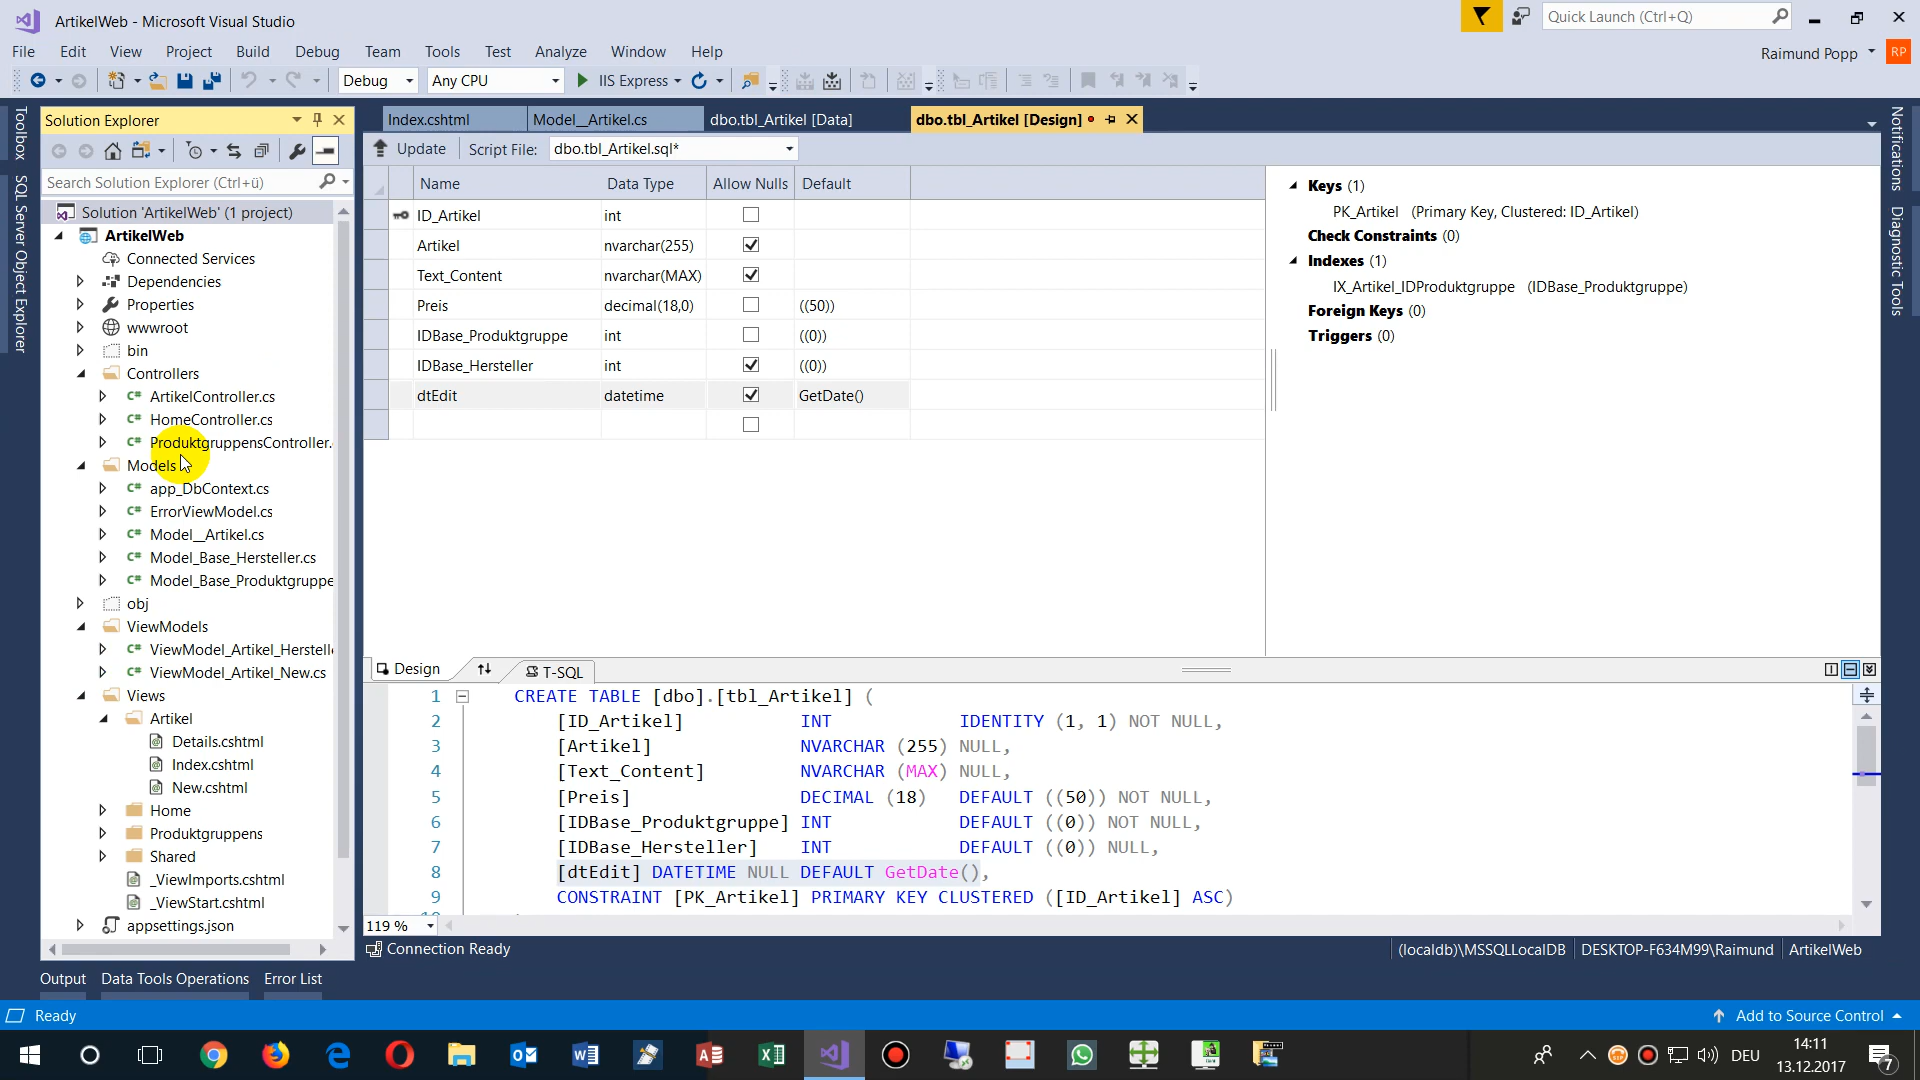 ArtikelWeb - Microsoft Visual Studio
Quick Launch (Ctrl+Q)
File Edit View Project Build Debug Team Tools Test Analyze Window Help
Raimund Popp RP
Debug Any CPU IIS Express
Toolbox
SQL Server Object Explorer
Solution Explorer
Search Solution Explorer (Ctrl+ü)
Solution 'ArtikelWeb' (1 project)
ArtikelWeb
Connected Services
Dependencies
Properties
wwwroot
bin
Controllers
C# ArtikelController.cs
C# HomeController.cs
C# ProduktgruppensController.
Models
C# app_DbContext.cs
C# ErrorViewModel.cs
C# Model__Artikel.cs
C# Model_Base_Hersteller.cs
C# Model_Base_Produktgruppe
obj
ViewModels
C# ViewModel_Artikel_Herstelle
C# ViewModel_Artikel_New.cs
Views
Artikel
Details.cshtml
Index.cshtml
New.cshtml
Home
Produktgruppens
Shared
_ViewImports.cshtml
_ViewStart.cshtml
appsettings.json
Index.cshtml Model__Artikel.cs dbo.tbl_Artikel [Data] dbo.tbl_Artikel [Design]
Update Script File: dbo.tbl_Artikel.sql*
Name Data Type Allow Nulls Default
ID_Artikel int
Artikel nvarchar(255)
Text_Content nvarchar(MAX)
Preis decimal(18,0) ((50))
IDBase_Produktgruppe int ((0))
IDBase_Hersteller int ((0))
dtEdit datetime GetDate()
Keys (1)
PK_Artikel (Primary Key, Clustered: ID_Artikel)
Check Constraints (0)
Indexes (1)
IX_Artikel_IDProduktgruppe (IDBase_Produktgruppe)
Foreign Keys (0)
Triggers (0)
Notifications
Diagnostic Tools
Design T-SQL
1 CREATE TABLE [dbo].[tbl_Artikel] (
2 [ID_Artikel] INT IDENTITY (1, 1) NOT NULL,
3 [Artikel] NVARCHAR (255) NULL,
4 [Text_Content] NVARCHAR (MAX) NULL,
5 [Preis] DECIMAL (18) DEFAULT ((50)) NOT NULL,
6 [IDBase_Produktgruppe] INT DEFAULT ((0)) NOT NULL,
7 [IDBase_Hersteller] INT DEFAULT ((0)) NULL,
8 [dtEdit] DATETIME NULL DEFAULT GetDate(),
9 CONSTRAINT [PK_Artikel] PRIMARY KEY CLUSTERED ([ID_Artikel] ASC)
119 %
Connection Ready (localdb)\MSSQLLocalDB DESKTOP-F634M99\Raimund ArtikelWeb
Output Data Tools Operations Error List
Ready Add to Source Control
DEU
14:11
13.12.2017
7